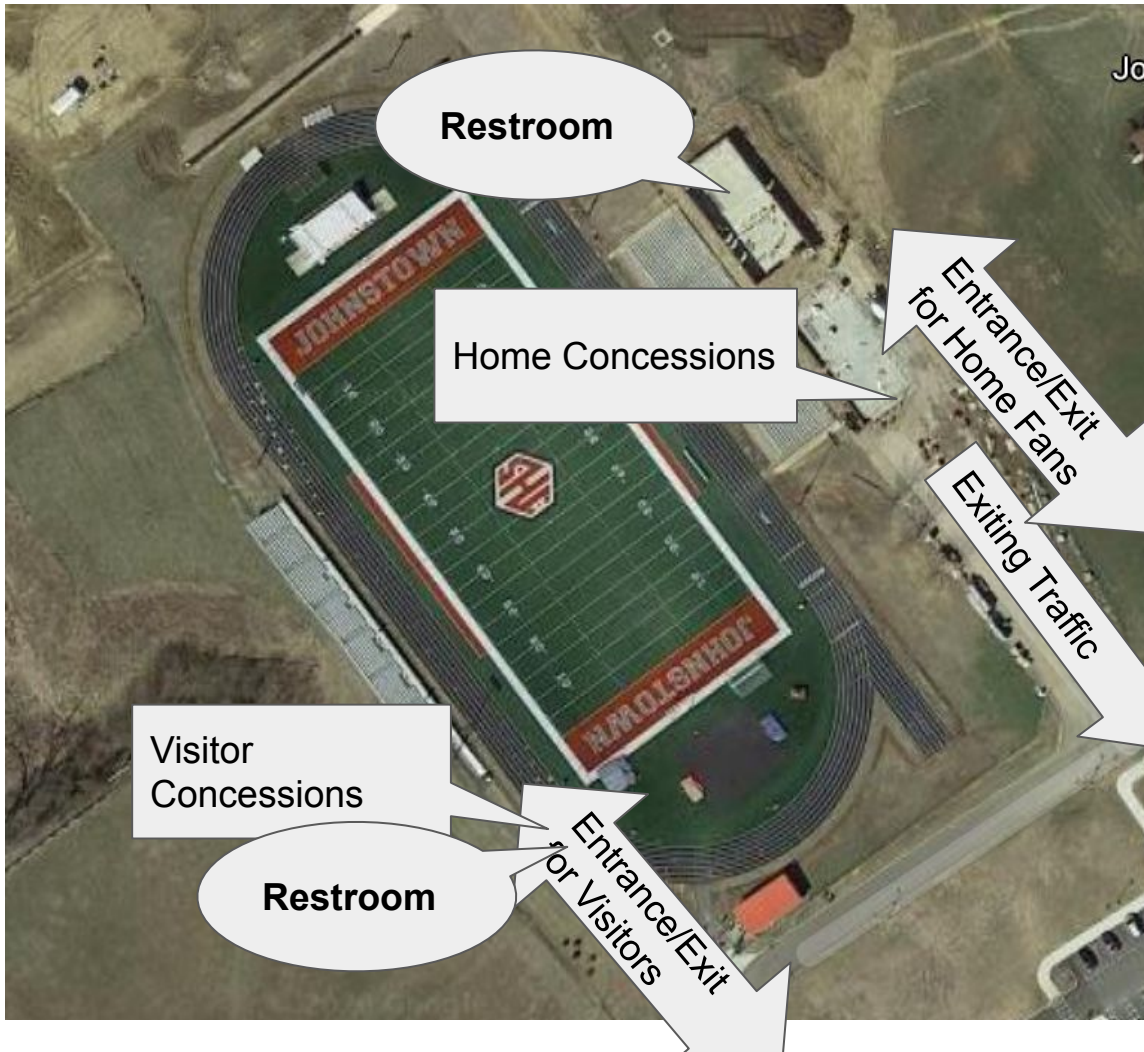 Jo
Restroom
JOHNSTOWN
Home Concessions
Entrance/Exit
for Home Fans
Exiting Traffic
JOHNSTOWN
Visitor
Concessions
Restroom
Entrance/Exit
for Visitors